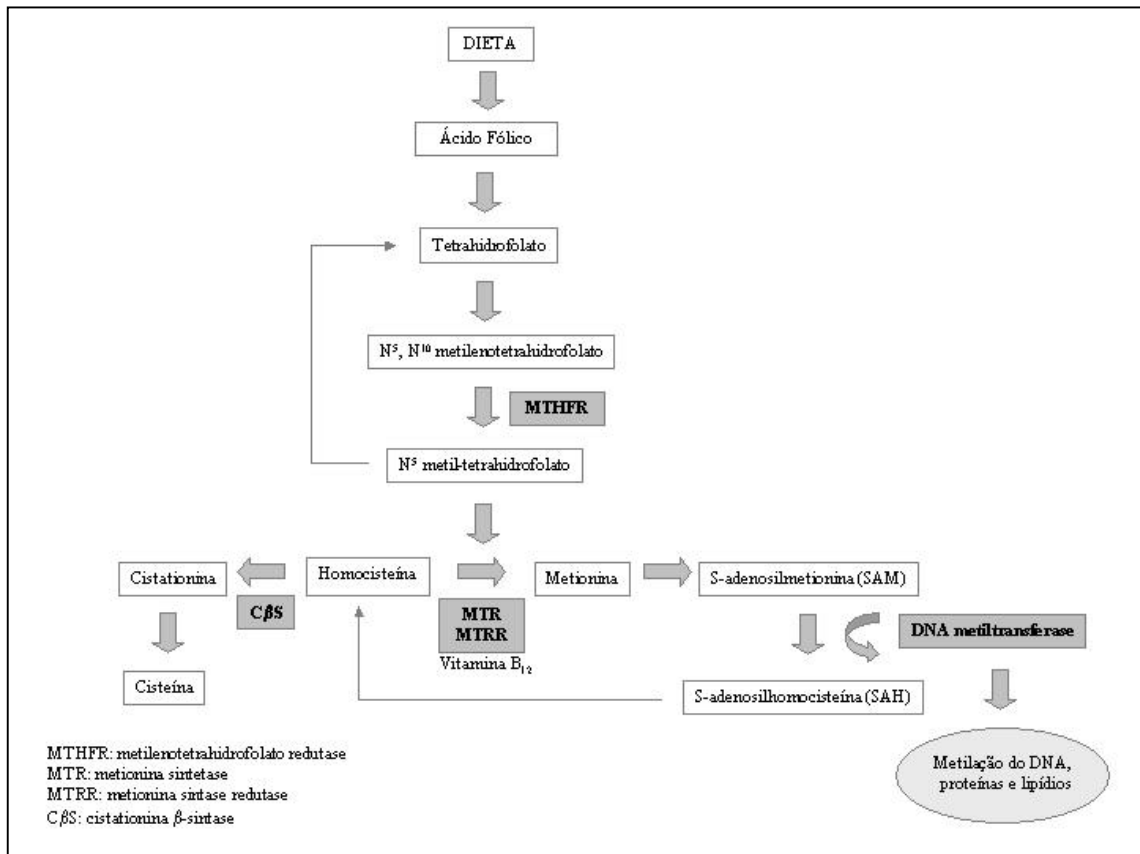 DIETA
Ácido Fólico
Tetrahidrofolato
N⁵, N¹⁰ metilenotetrahidrofolato
MTHFR
N⁵ metil-tetrahidrofolato
Cistationina
Homocisteína
Metionina
S-adenosilmetionina (SAM)
CβS
MTR
MTRR
Vitamina B₁₂
DNA metiltransferase
Cisteína
S-adenosilhomocisteína (SAH)
Metilação do DNA,
proteínas e lipídios
MTHFR: metilenotetrahidrofolato redutase
MTR: metionina sintetase
MTRR: metionina sintase redutase
CβS: cistationina β-sintase